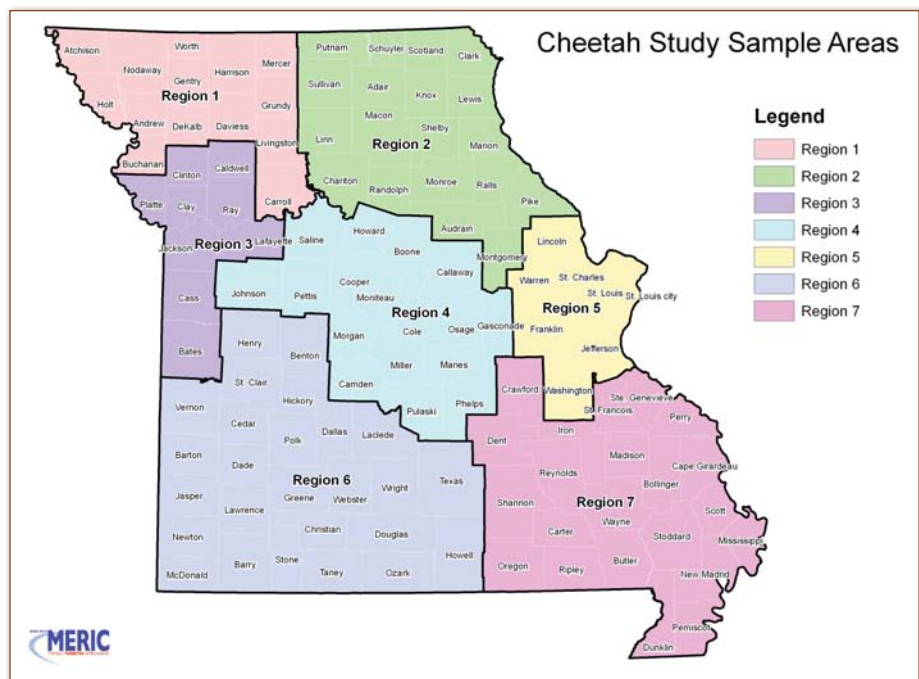 Cheetah Study Sample Areas
Legend
Region 1
Region 2
Region 3
Region 4
Region 5
Region 6
Region 7
Atchison
Worth
Nodaway
Gentry
Harrison
Mercer
Holt
Region 1
Grundy
Andrew
DeKalb
Daviess
Livingston
Buchanan
Carroll
Putnam
Schuyler
Scotland
Clark
Sullivan
Adair
Knox
Lewis
Macon
Linn
Shelby
Region 2
Marion
Chariton
Randolph
Monroe
Ralls
Pike
Audrain
Montgomery
Clinton
Caldwell
Platte
Clay
Ray
Jackson
Region 3
Lafayette
Cass
Bates
Saline
Howard
Boone
Callaway
Cooper
Johnson
Pettis
Moniteau
Region 4
Cole
Osage
Gasconade
Morgan
Miller
Maries
Camden
Pulaski
Phelps
Lincoln
Warren
St. Charles
St. Louis
St. Louis city
Region 5
Franklin
Jefferson
Washington
Henry
Benton
St. Clair
Hickory
Vernon
Cedar
Polk
Dallas
Laclede
Barton
Dade
Region 6
Wright
Texas
Jasper
Greene
Webster
Lawrence
Christian
Douglas
Newton
Howell
McDonald
Barry
Stone
Taney
Ozark
Crawford
Ste. Genevieve
St. Francois
Perry
Iron
Dent
Madison
Cape Girardeau
Reynolds
Bollinger
Shannon
Region 7
Scott
Wayne
Carter
Stoddard
Mississippi
Oregon
Ripley
Butler
New Madrid
Pemiscot
Dunklin
MERIC